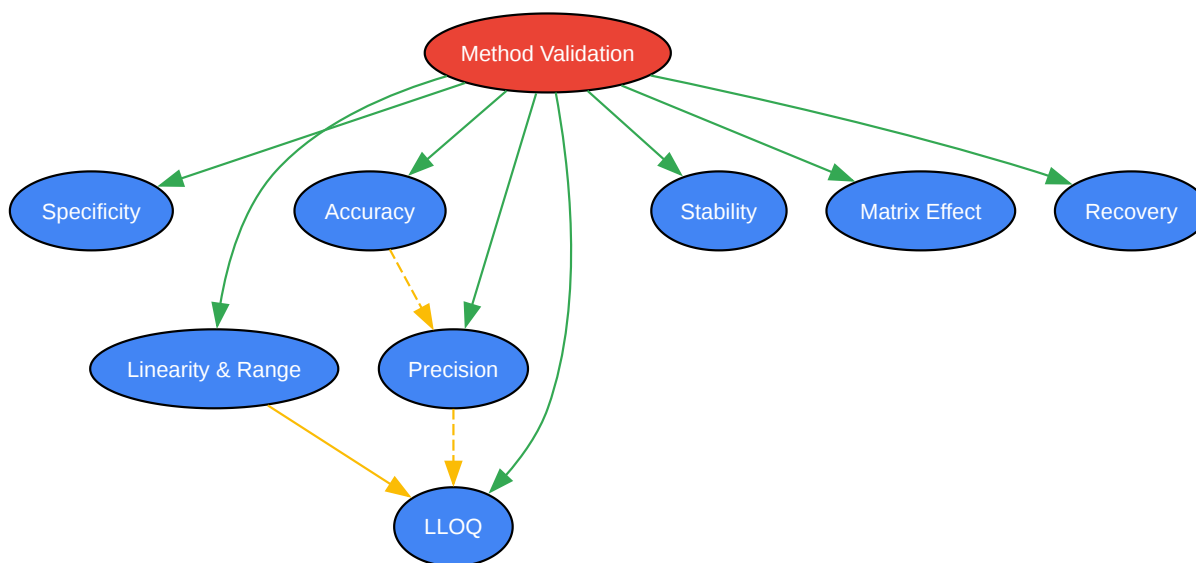 Method Validation
Specificity
Accuracy
Stability
Matrix Effect
Recovery
Linearity & Range
Precision
LLOQ